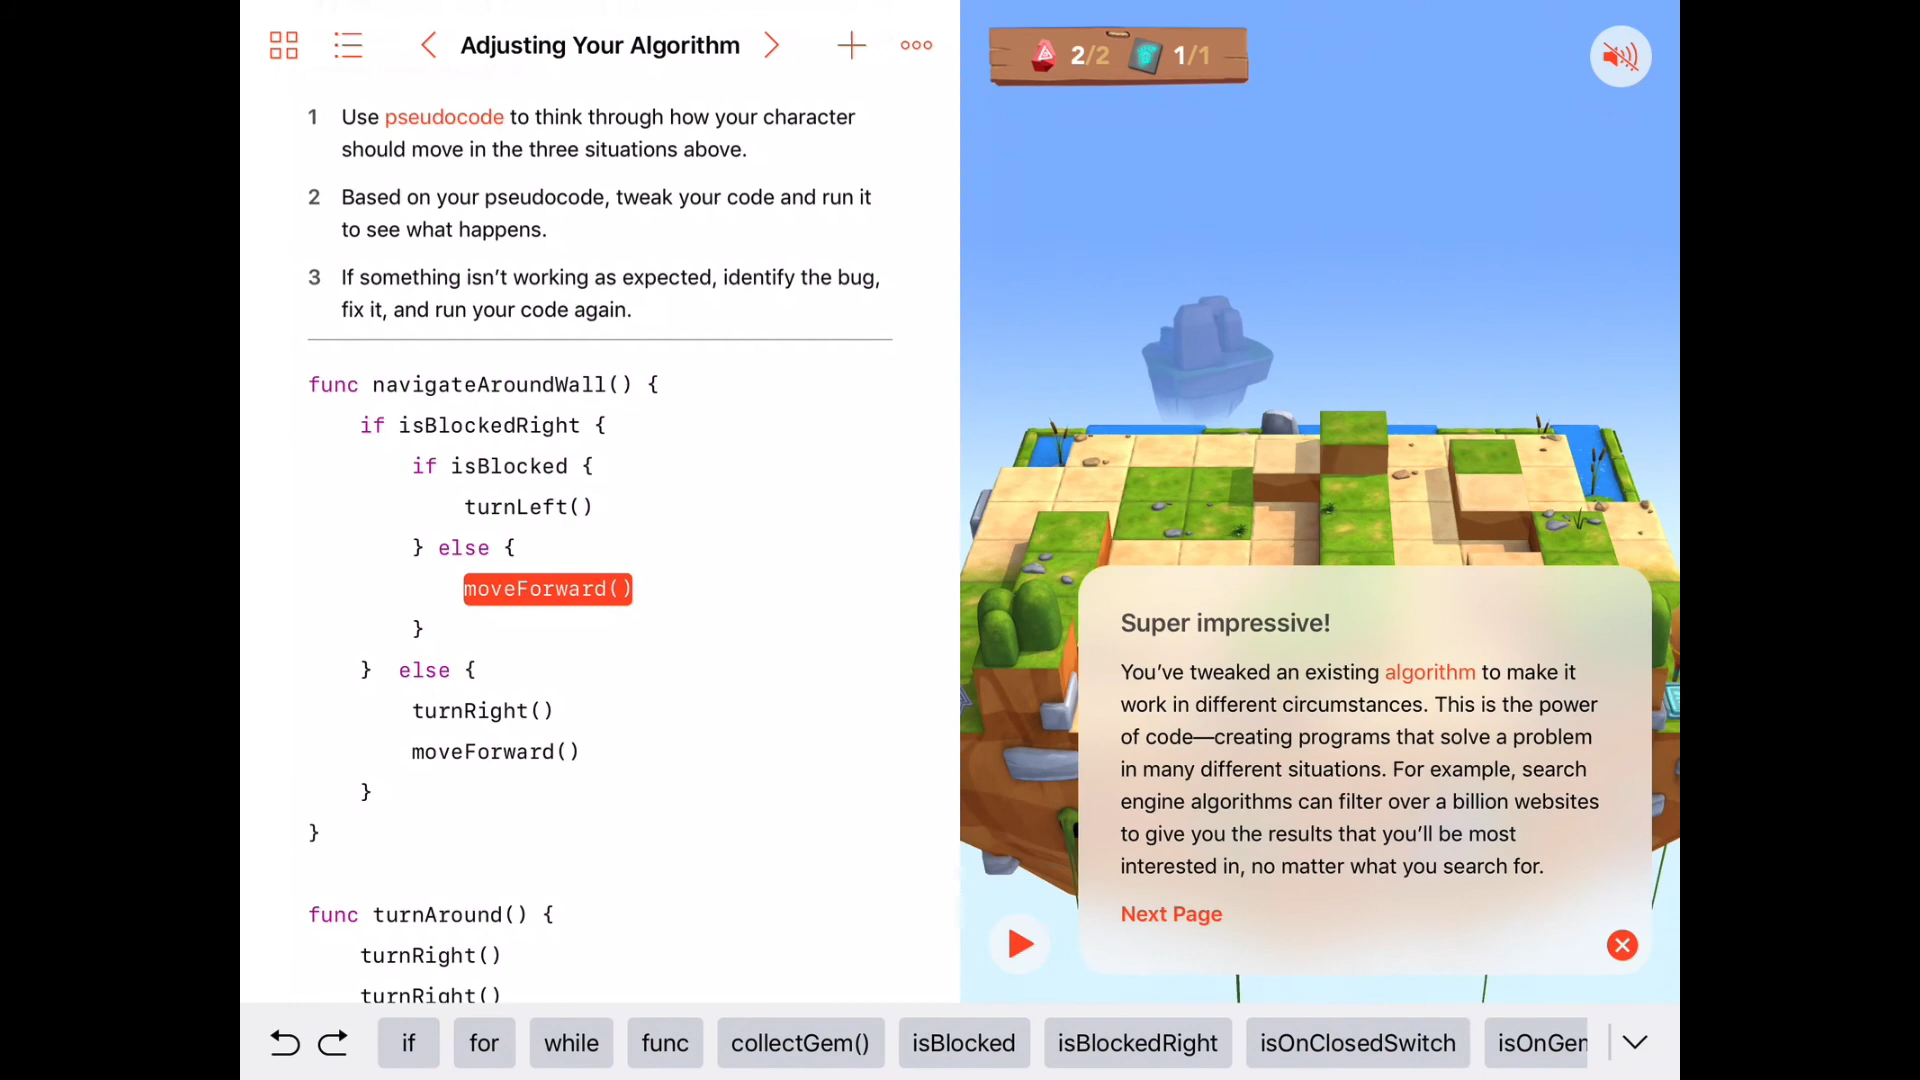 Adjusting Your Algorithm
1 Use pseudocode to think through how your character
should move in the three situations above.
2 Based on your pseudocode, tweak your code and run it
to see what happens.
3 If something isn't working as expected, identify the bug,
fix it, and run your code again.
func navigateAroundWall() {
if isBlockedRight {
if isBlocked {
turnLeft()
} else {
moveForward()
}
} else {
turnRight()
moveForward()
}
}
func turnAround() {
turnRight()
turnRight()
2/2 1/1
Super impressive!
You've tweaked an existing algorithm to make it
work in different circumstances. This is the power
of code—creating programs that solve a problem
in many different situations. For example, search
engine algorithms can filter over a billion websites
to give you the results that you'll be most
interested in, no matter what you search for.
Next Page
if for while func collectGem() isBlocked isBlockedRight isOnClosedSwitch isOnGem